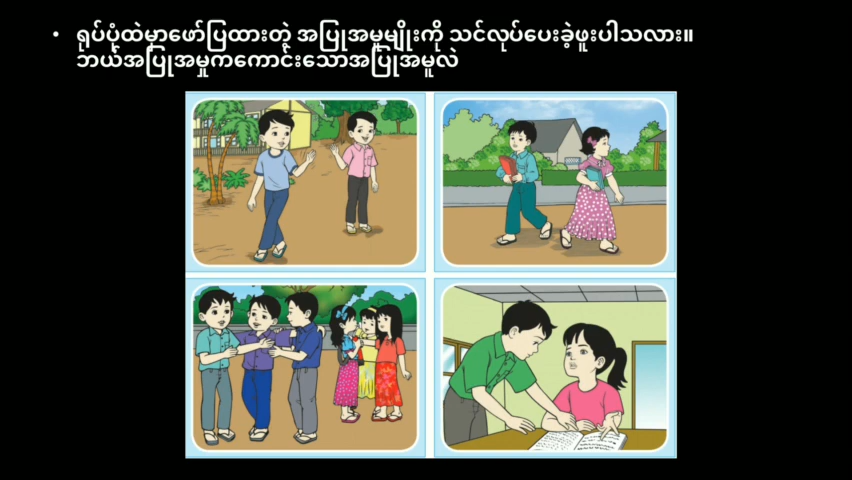 • ရုပ်ပုံထဲမှာဖော်ပြထားတဲ့ အပြုအမူမျိုးကို သင်လုပ်ပေးခဲ့ဖူးပါသလား။
ဘယ်အပြုအမှုကကောင်းသောအပြုအမူလဲ